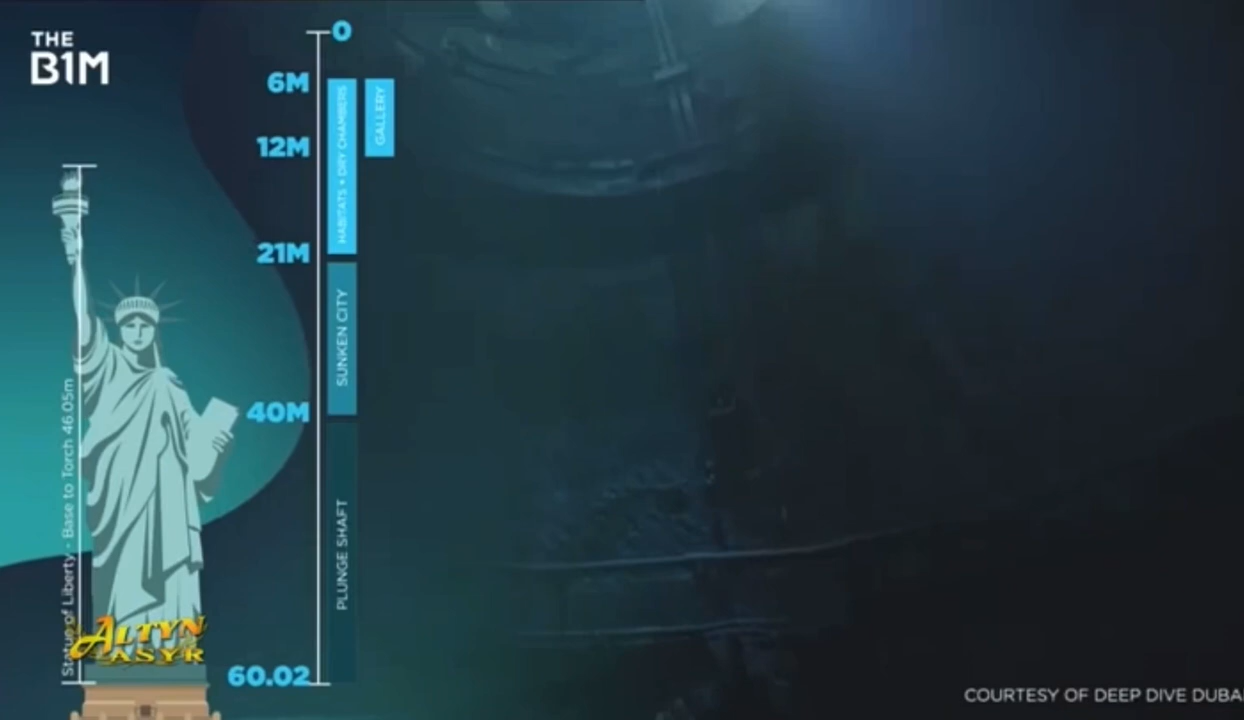 THE
B1M
0
6M
12M
21M
40M
60.02
HABITATS + DRY CHAMBERS
GALLERY
SUNKEN CITY
PLUNGE SHAFT
Statue of Liberty - Base to Torch 46.05m
ALTYN
ASYR
COURTESY OF DEEP DIVE DUBA